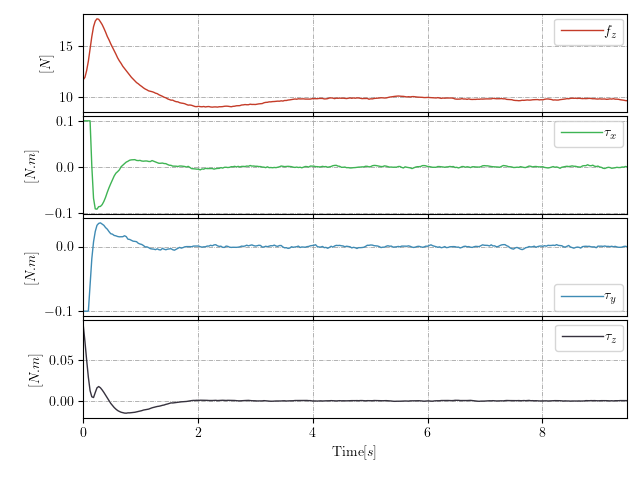 [N]
15
10
f_z
[N.m]
0.1
0.0
−0.1
τ_x
[N.m]
0.0
−0.1
τ_y
[N.m]
0.05
0.00
τ_z
0 2 4 6 8
Time[s]